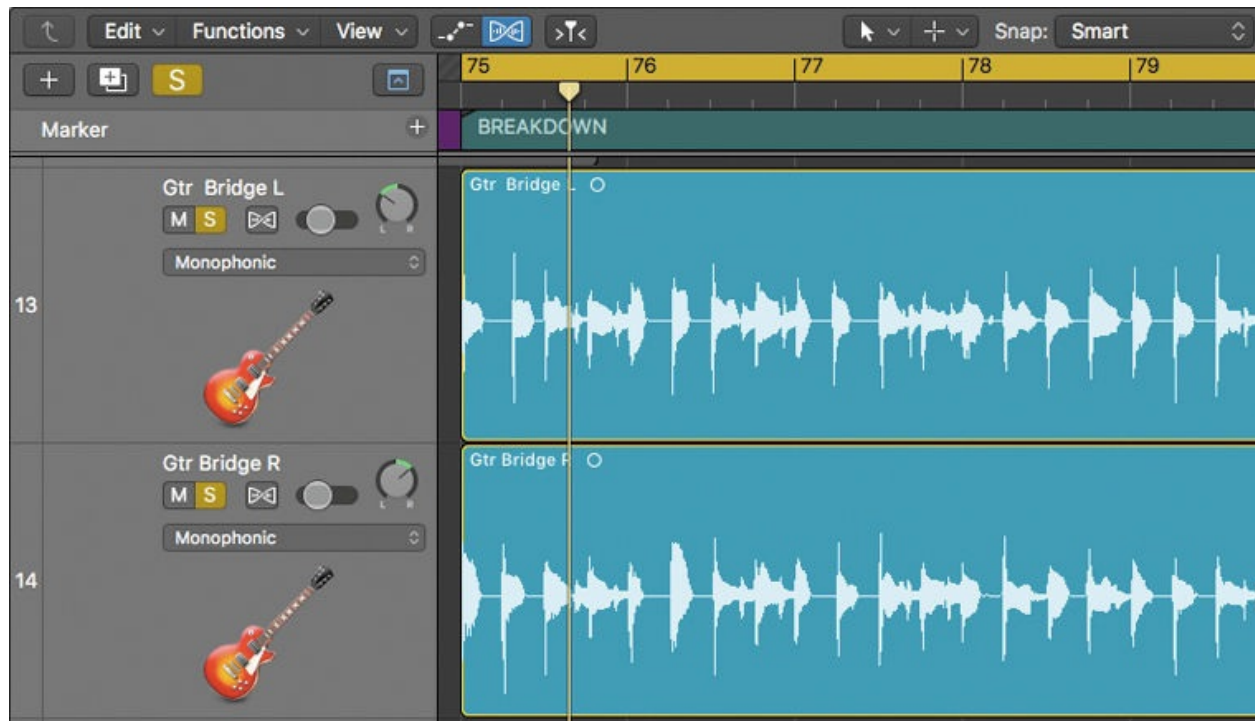 Edit Functions View Snap: Smart
S 75 76 77 78 79
Marker BREAKDOWN
Gtr Bridge L Gtr Bridge L
M S L R
Monophonic
13
Gtr Bridge R Gtr Bridge R
M S L R
Monophonic
14